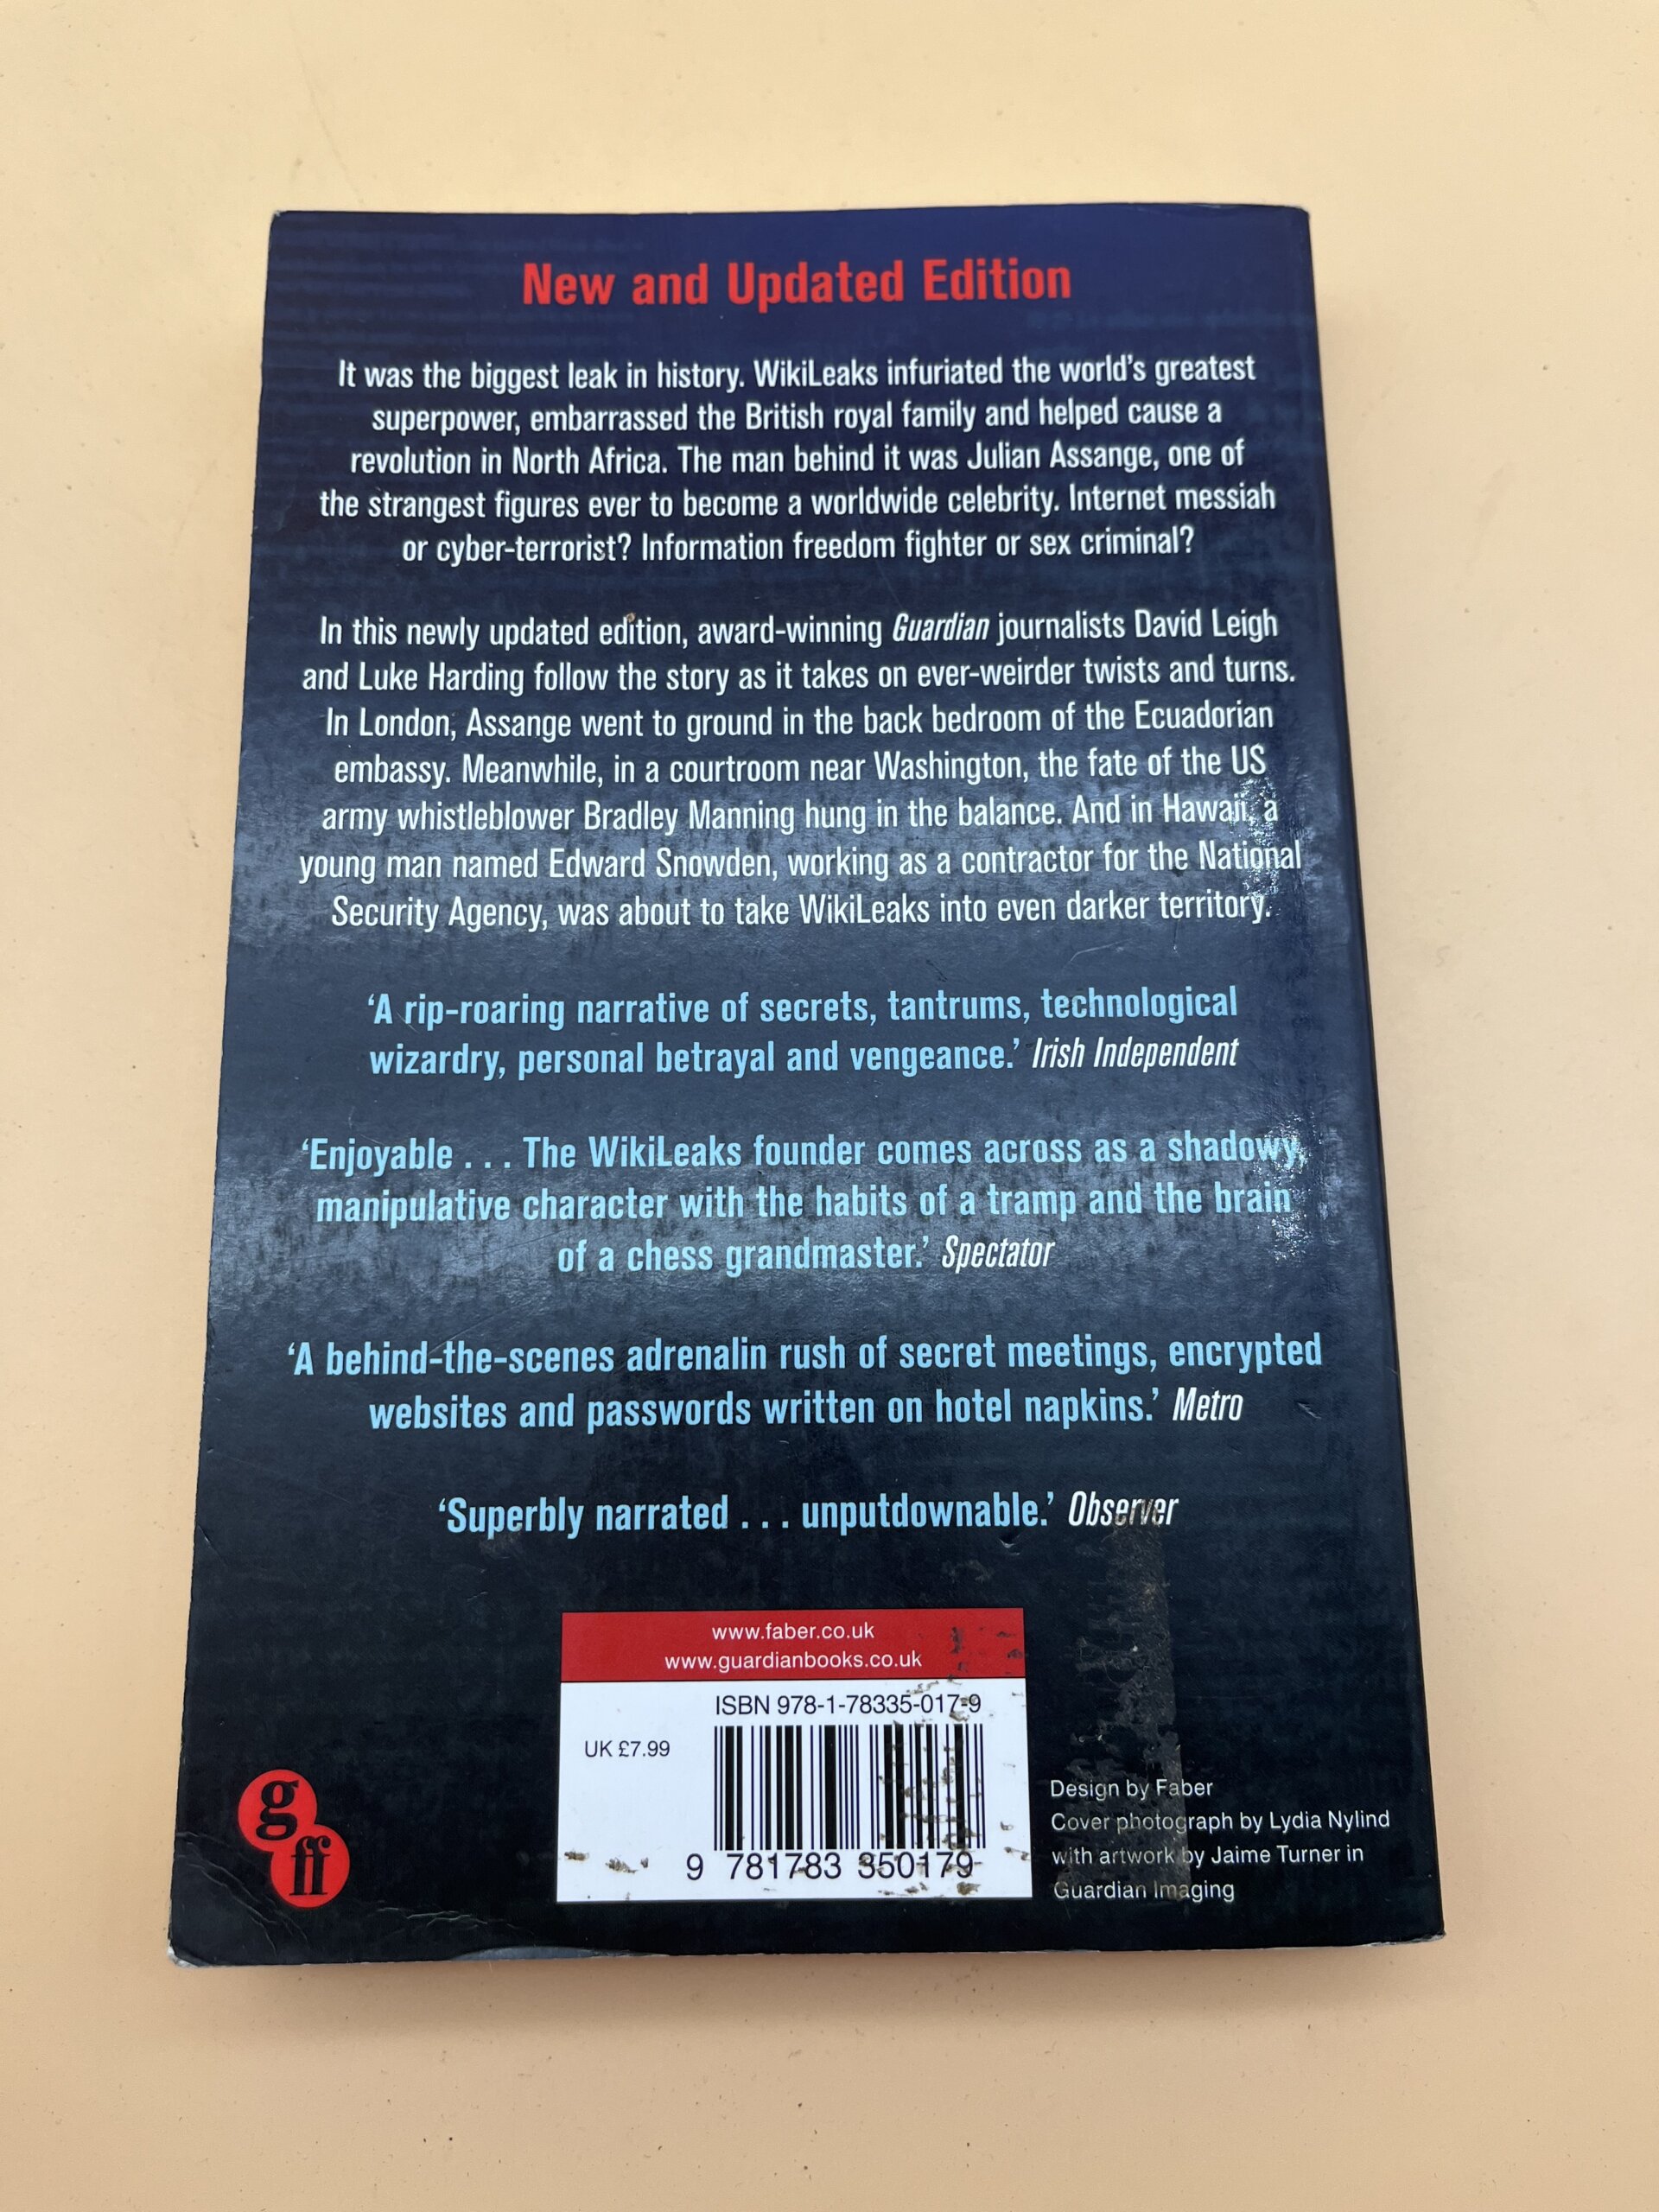 New and Updated Edition
It was the biggest leak in history. WikiLeaks infuriated the world's greatest
superpower, embarrassed the British royal family and helped cause a
revolution in North Africa. The man behind it was Julian Assange, one of
the strangest figures ever to become a worldwide celebrity. Internet messiah
or cyber-terrorist? Information freedom fighter or sex criminal?
In this newly updated edition, award-winning Guardian journalists David Leigh
and Luke Harding follow the story as it takes on ever-weirder twists and turns.
In London, Assange went to ground in the back bedroom of the Ecuadorian
embassy. Meanwhile, in a courtroom near Washington, the fate of the US
army whistleblower Bradley Manning hung in the balance. And in Hawaii, a
young man named Edward Snowden, working as a contractor for the National
Security Agency, was about to take WikiLeaks into even darker territory.
‘A rip-roaring narrative of secrets, tantrums, technological
wizardry, personal betrayal and vengeance.’ Irish Independent
‘Enjoyable . . . The WikiLeaks founder comes across as a shadowy,
manipulative character with the habits of a tramp and the brain
of a chess grandmaster.’ Spectator
‘A behind-the-scenes adrenalin rush of secret meetings, encrypted
websites and passwords written on hotel napkins.’ Metro
‘Superbly narrated . . . unputdownable.’ Observer
www.faber.co.uk
www.guardianbooks.co.uk
ISBN 978-1-78335-017-9
UK £7.99
9 781783 350179
Design by Faber
Cover photograph by Lydia Nylind
with artwork by Jaime Turner in
Guardian Imaging
g
ff